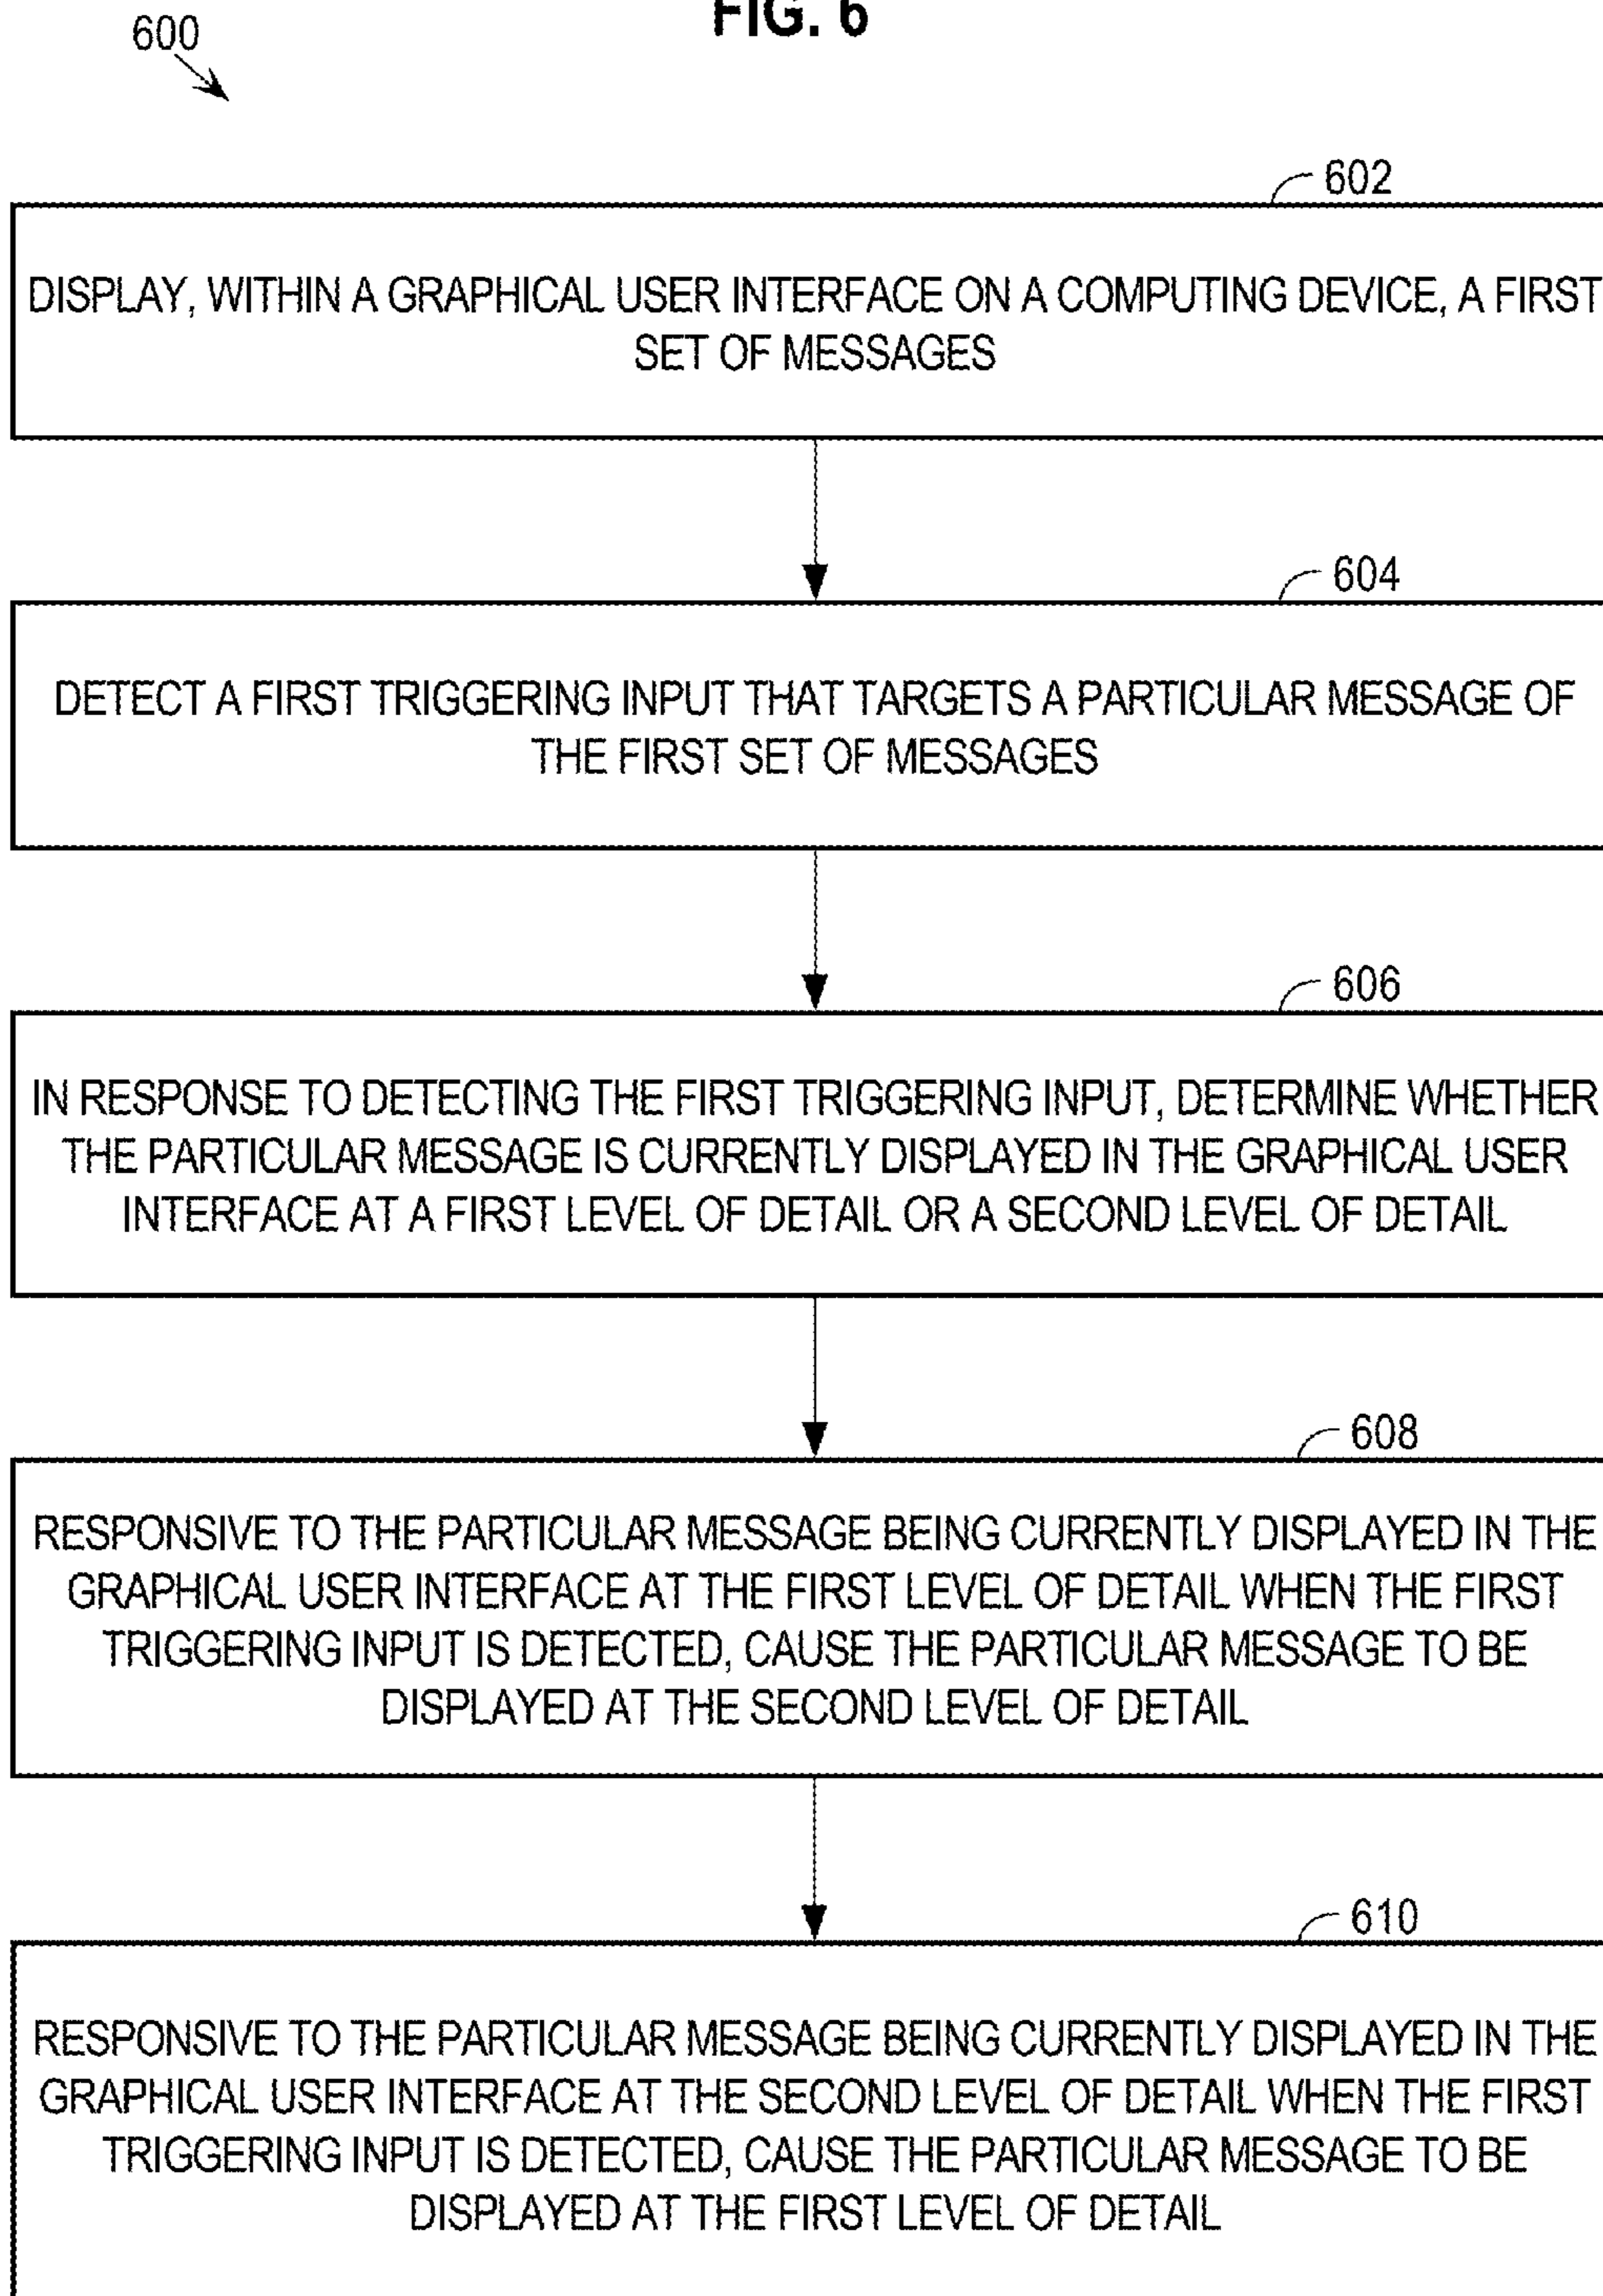 FIG. 6
600
602
DISPLAY, WITHIN A GRAPHICAL USER INTERFACE ON A COMPUTING DEVICE, A FIRST
SET OF MESSAGES
604
DETECT A FIRST TRIGGERING INPUT THAT TARGETS A PARTICULAR MESSAGE OF
THE FIRST SET OF MESSAGES
606
IN RESPONSE TO DETECTING THE FIRST TRIGGERING INPUT, DETERMINE WHETHER
THE PARTICULAR MESSAGE IS CURRENTLY DISPLAYED IN THE GRAPHICAL USER
INTERFACE AT A FIRST LEVEL OF DETAIL OR A SECOND LEVEL OF DETAIL
608
RESPONSIVE TO THE PARTICULAR MESSAGE BEING CURRENTLY DISPLAYED IN THE
GRAPHICAL USER INTERFACE AT THE FIRST LEVEL OF DETAIL WHEN THE FIRST
TRIGGERING INPUT IS DETECTED, CAUSE THE PARTICULAR MESSAGE TO BE
DISPLAYED AT THE SECOND LEVEL OF DETAIL
610
RESPONSIVE TO THE PARTICULAR MESSAGE BEING CURRENTLY DISPLAYED IN THE
GRAPHICAL USER INTERFACE AT THE SECOND LEVEL OF DETAIL WHEN THE FIRST
TRIGGERING INPUT IS DETECTED, CAUSE THE PARTICULAR MESSAGE TO BE
DISPLAYED AT THE FIRST LEVEL OF DETAIL